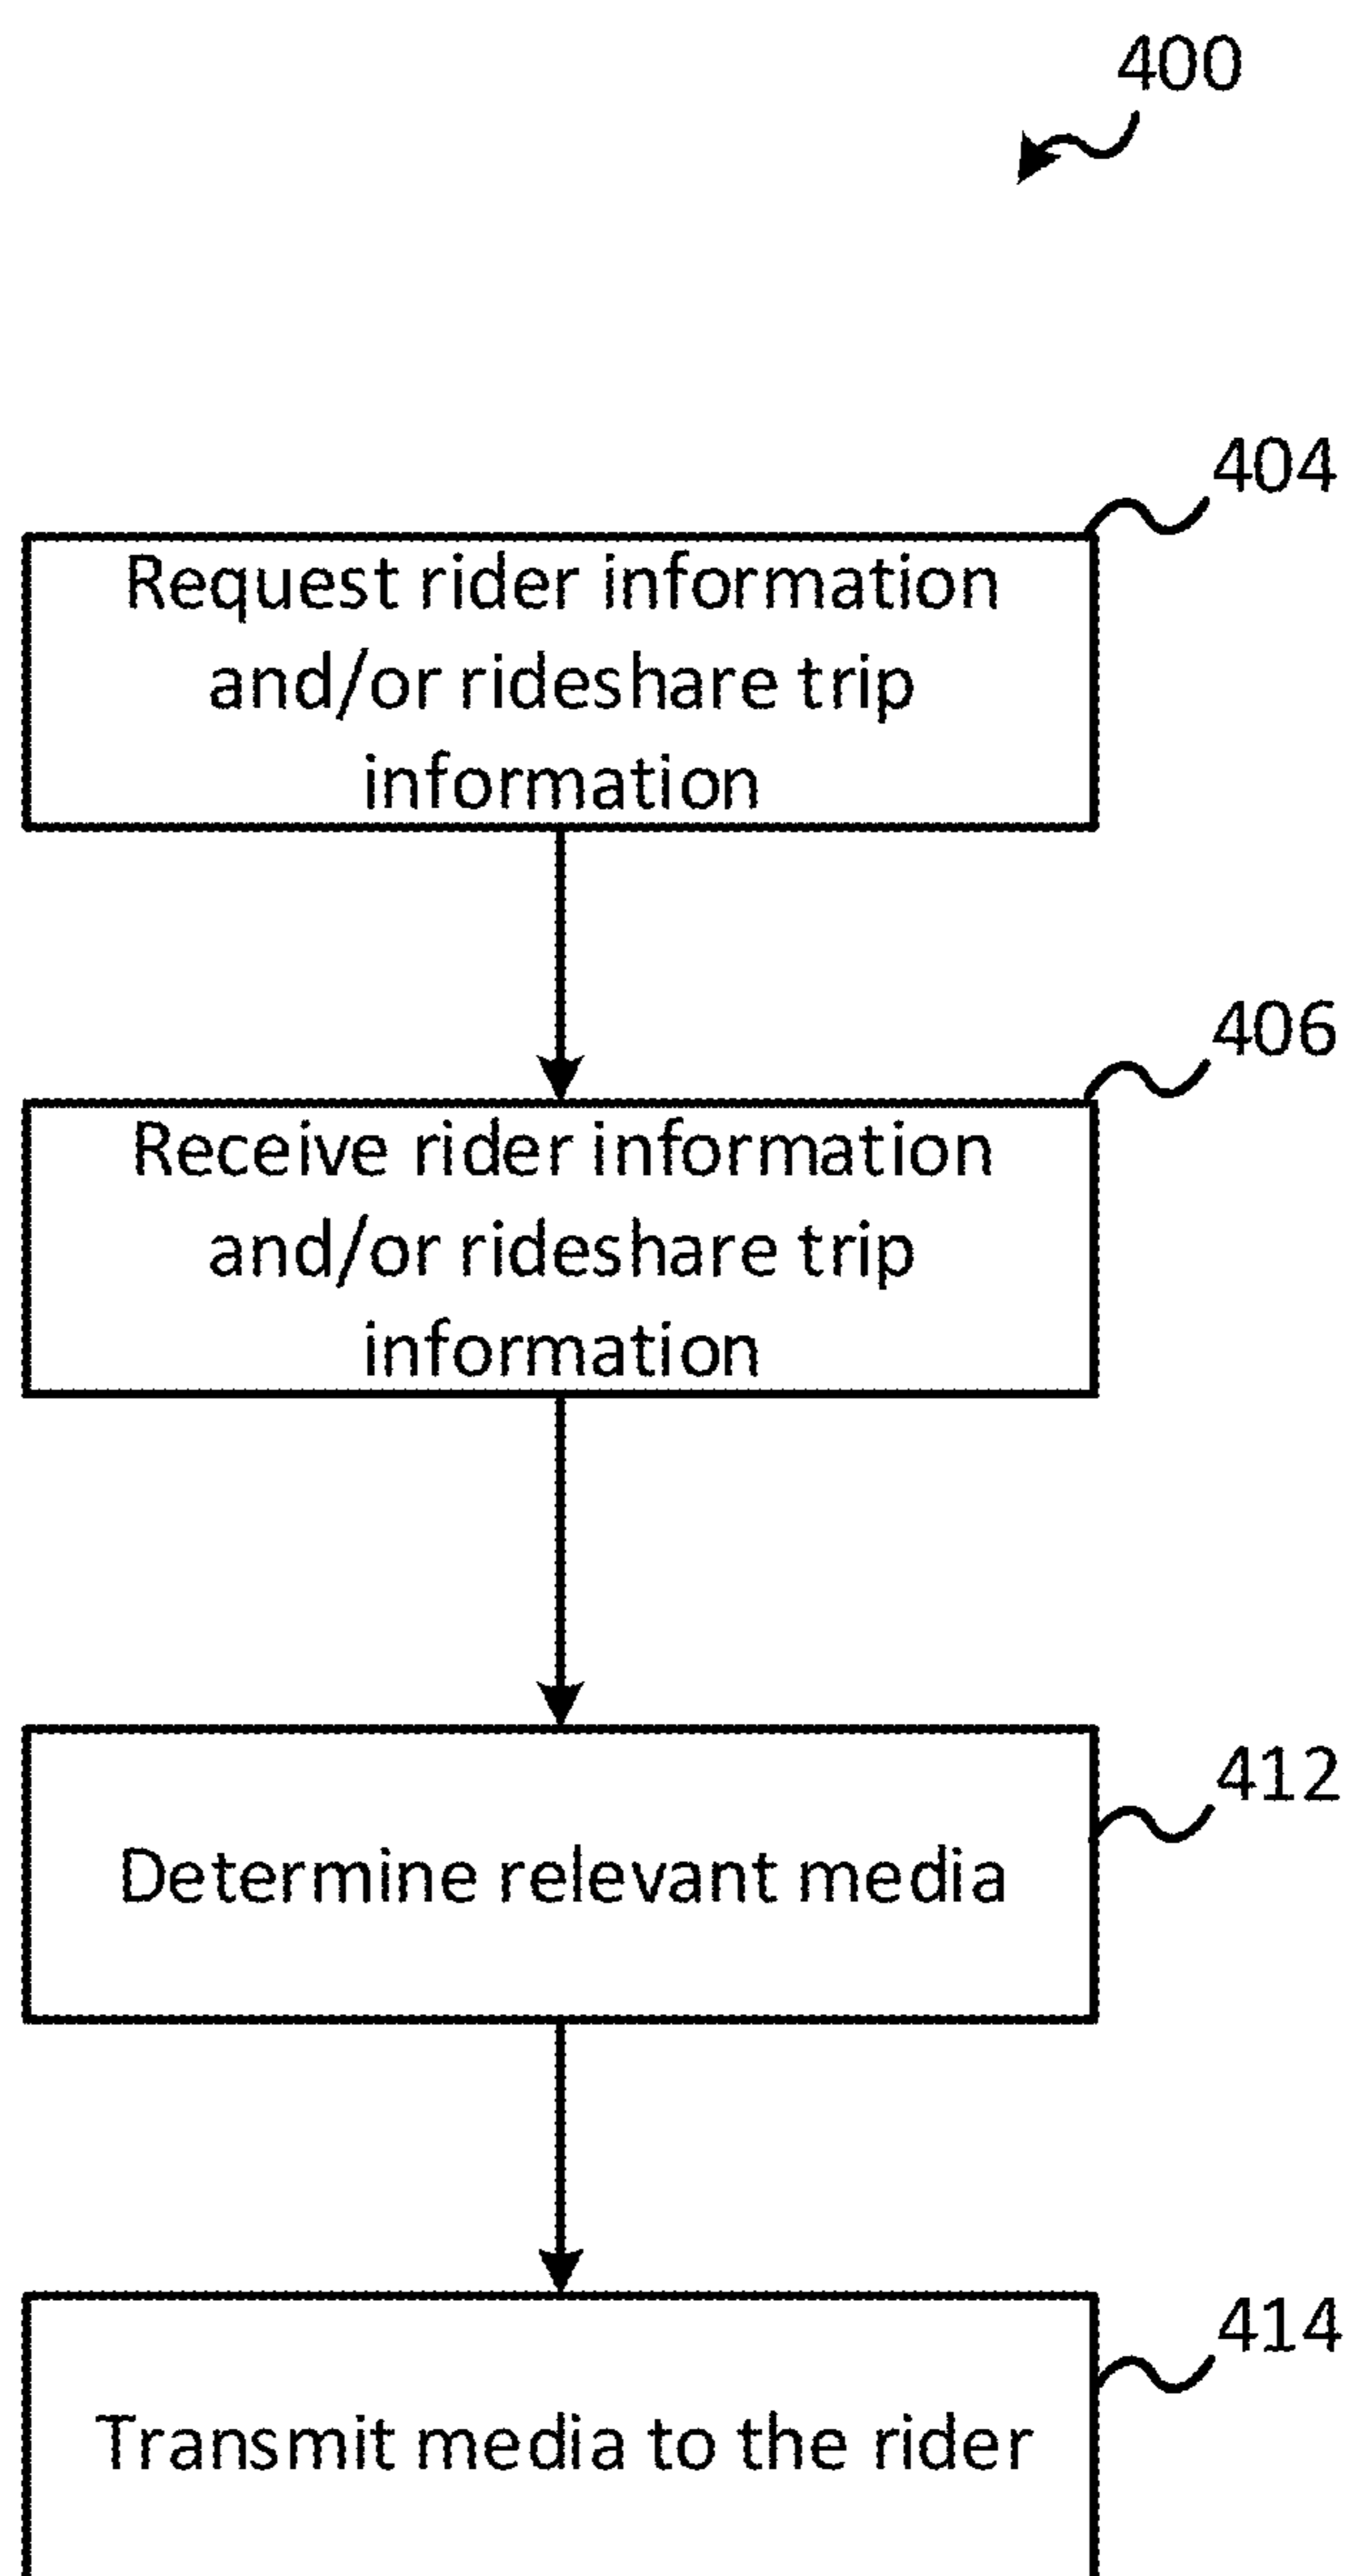 400
404
Request rider information
and/or rideshare trip
information
406
Receive rider information
and/or rideshare trip
information
412
Determine relevant media
414
Transmit media to the rider